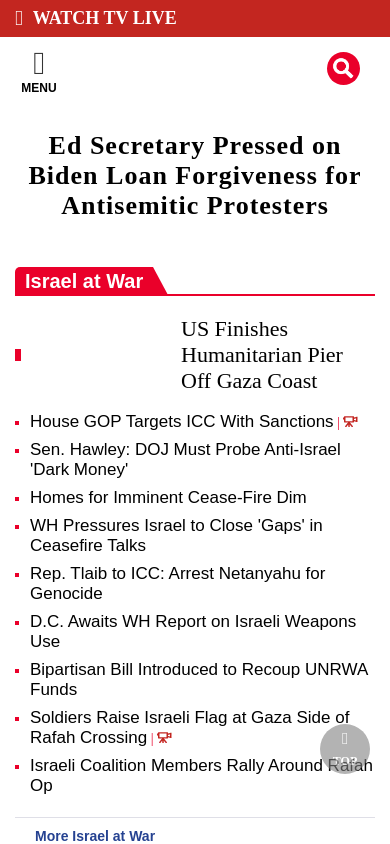 WATCH TV LIVE
MENU
Ed Secretary Pressed on
Biden Loan Forgiveness for
Antisemitic Protesters
Israel at War
US Finishes
Humanitarian Pier
Off Gaza Coast
House GOP Targets ICC With Sanctions |
Sen. Hawley: DOJ Must Probe Anti-Israel
'Dark Money'
Homes for Imminent Cease-Fire Dim
WH Pressures Israel to Close 'Gaps' in
Ceasefire Talks
Rep. Tlaib to ICC: Arrest Netanyahu for
Genocide
D.C. Awaits WH Report on Israeli Weapons
Use
Bipartisan Bill Introduced to Recoup UNRWA
Funds
Soldiers Raise Israeli Flag at Gaza Side of
Rafah Crossing |
Israeli Coalition Members Rally Around Rafah
Op
TOP
More Israel at War